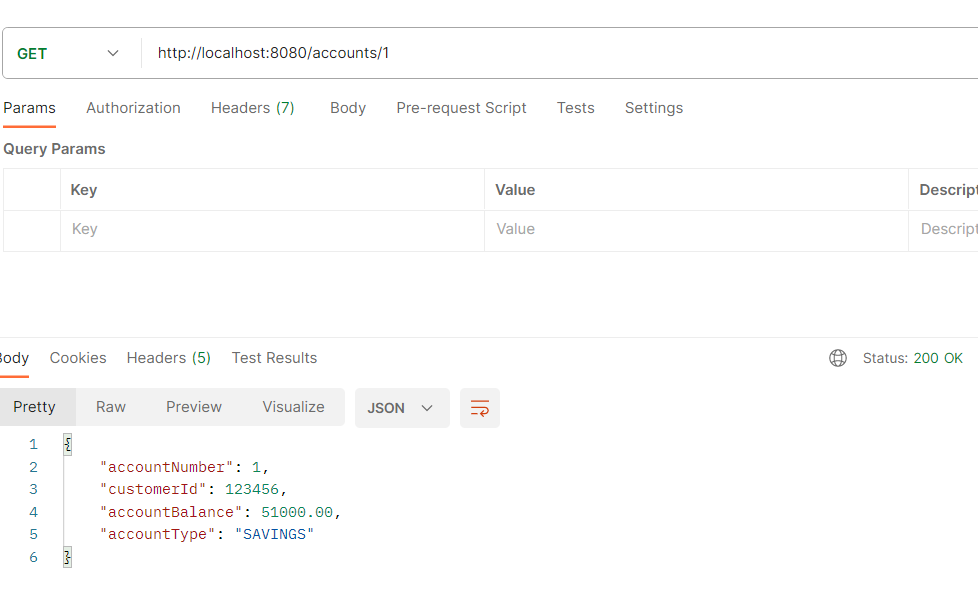 GET http://localhost:8080/accounts/1
Params Authorization Headers (7) Body Pre-request Script Tests Settings
Query Params
Key Value Descript
Key Value Descript
Body Cookies Headers (5) Test Results Status: 200 OK
Pretty Raw Preview Visualize JSON
1 {
2 "accountNumber": 1,
3 "customerId": 123456,
4 "accountBalance": 51000.00,
5 "accountType": "SAVINGS"
6 }